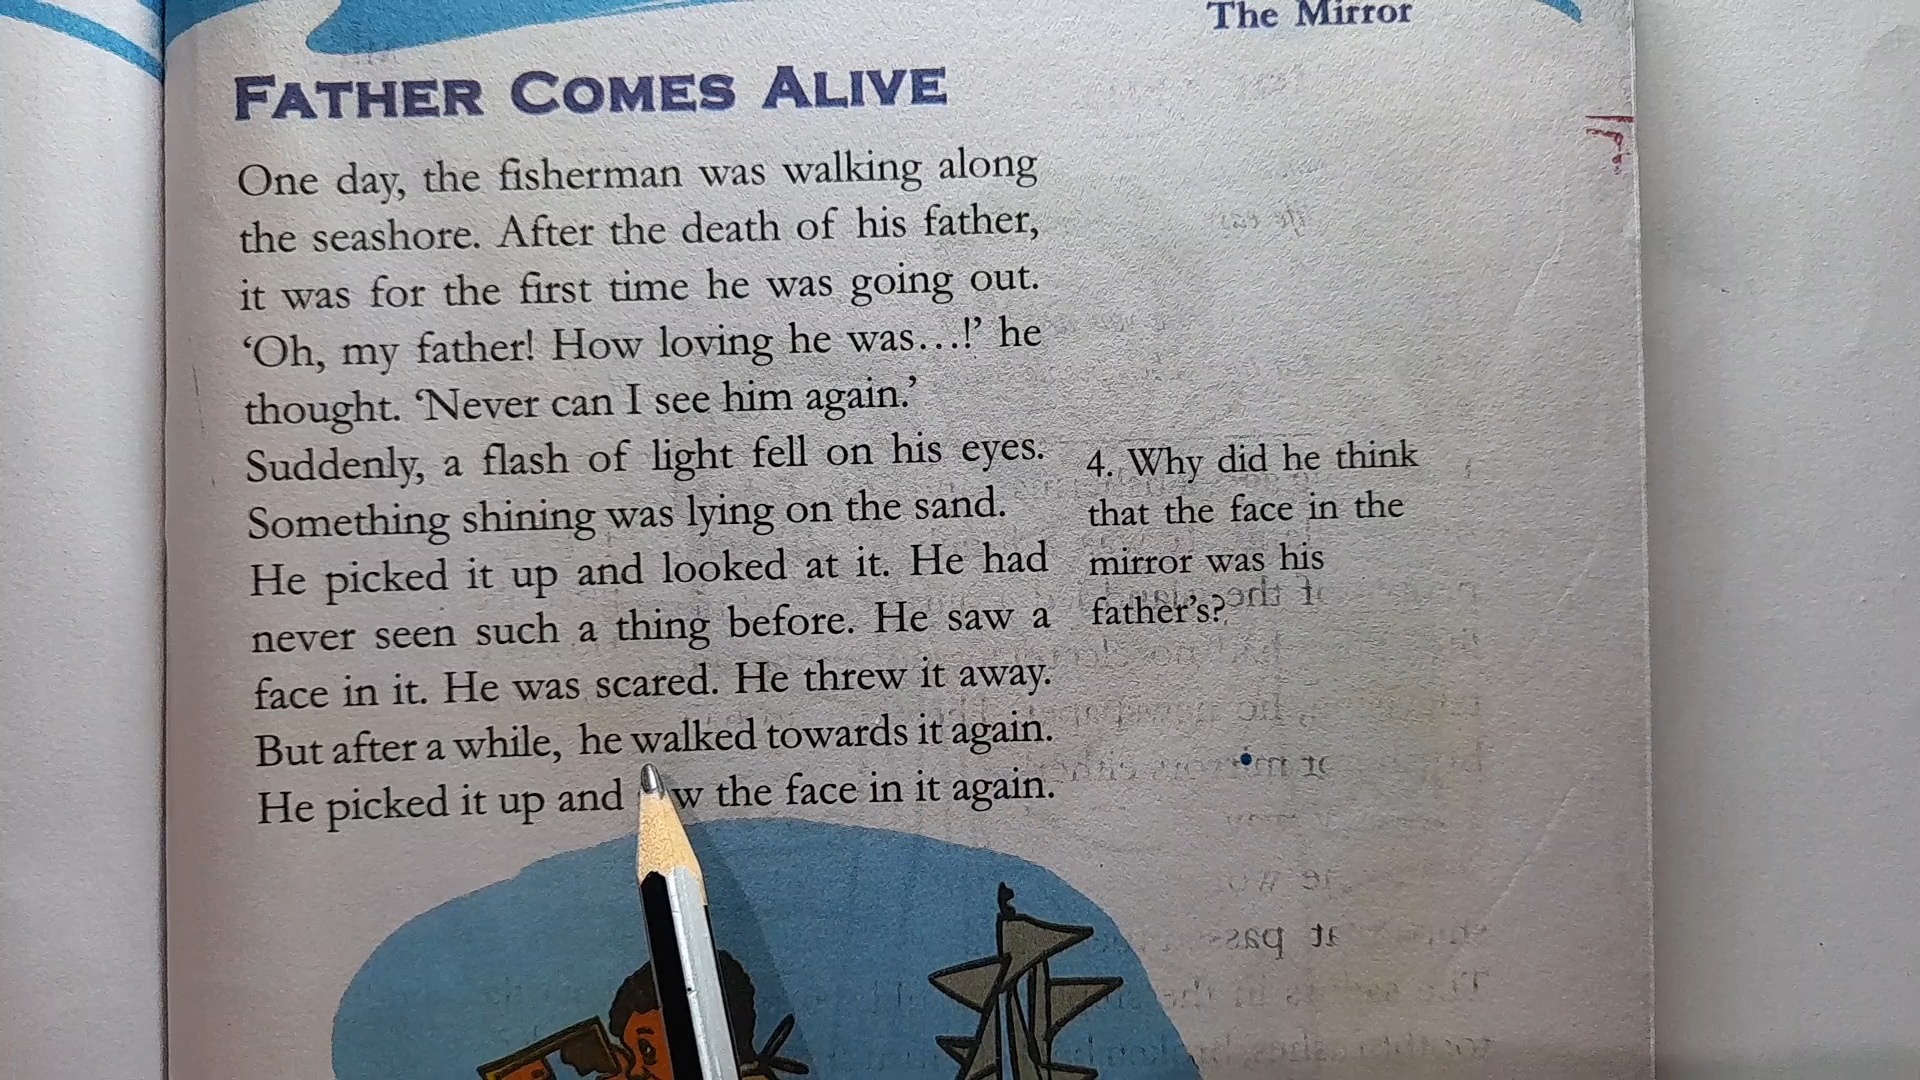 The Mirror
FATHER COMES ALIVE
One day, the fisherman was walking along
the seashore. After the death of his father,
it was for the first time he was going out.
‘Oh, my father! How loving he was...!’ he
thought. ‘Never can I see him again.’
Suddenly, a flash of light fell on his eyes.
Something shining was lying on the sand.
He picked it up and looked at it. He had
never seen such a thing before. He saw a
face in it. He was scared. He threw it away.
But after a while, he walked towards it again.
He picked it up and the face in it again.
4. Why did he think
that the face in the
mirror was his
father’s?